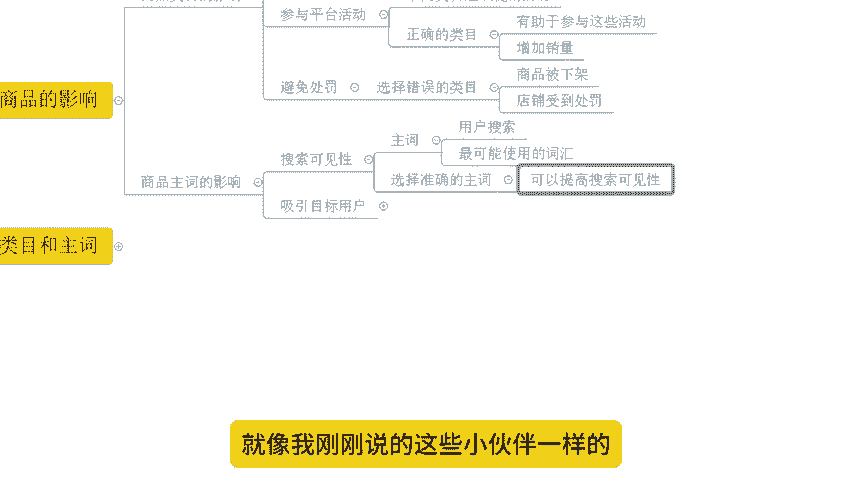 参与平台活动
正确的类目
有助于参与这些活动
增加销量
商品的影响
避免处罚
选择错误的类目
商品被下架
店铺受到处罚
商品主词的影响
搜索可见性
主词
用户搜索
最可能使用的词汇
选择准确的主词
可以提高搜索可见性
吸引目标用户
类目和主词
就像我刚刚说的这些小伙伴一样的